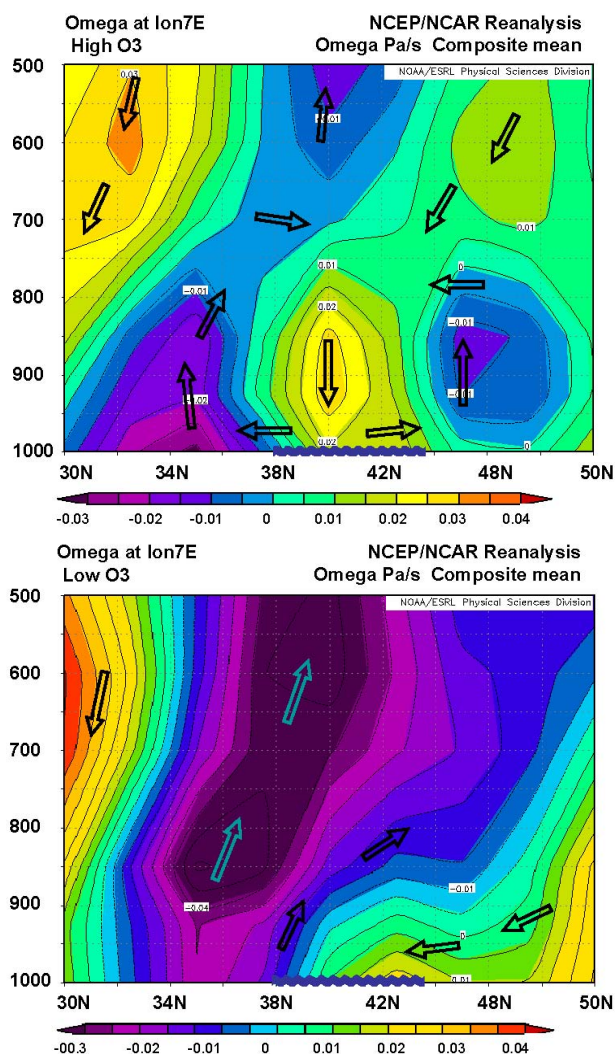 Omega at lon7E NCEP/NCAR Reanalysis
High O3 Omega Pa/s Composite mean
NOAA/ESRL Physical Sciences Division
500
0.03
-0.01
600
700
0.01
0
-0.01
0.01
800
0.02
-0.01
900
-0.02
0.02
0
1000
30N 34N 38N 42N 48N 50N
-0.03 -0.02 -0.01 0 0.01 0.02 0.03 0.04
Omega at lon7E NCEP/NCAR Reanalysis
Low O3 Omega Pa/s Composite mean
NOAA/ESRL Physical Sciences Division
500
600
700
800
-0.01
900
-0.04
0
0.01
1000
30N 34N 38N 42N 48N 50N
-00.3 -0.02 -0.01 0 0.01 0.02 0.03 0.04